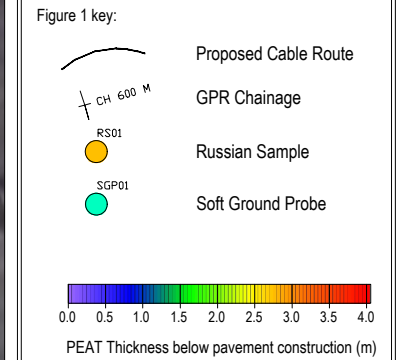 Figure 1 key:
Proposed Cable Route
CH 600 M
GPR Chainage
RS01
Russian Sample
SGP01
Soft Ground Probe
0.0 0.5 1.0 1.5 2.0 2.5 3.0 3.5 4.0
PEAT Thickness below pavement construction (m)